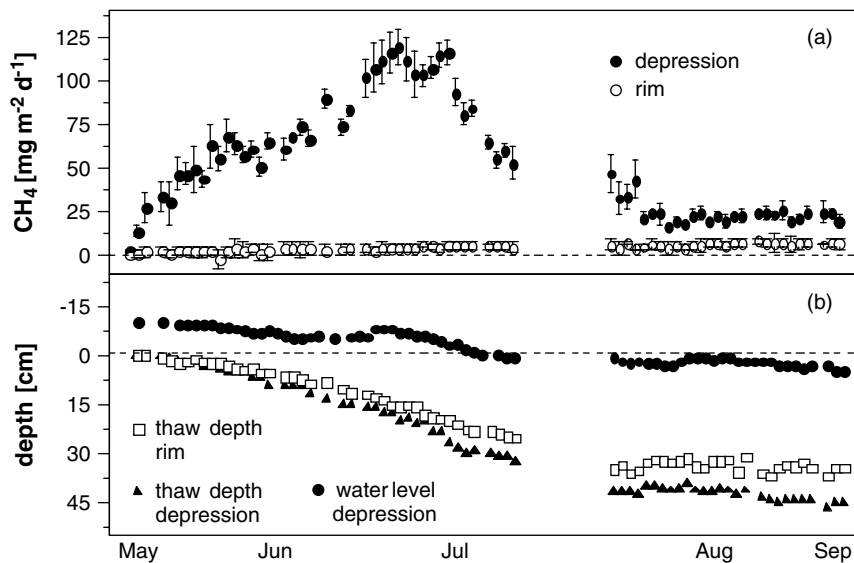 (a)
125
100
75
50
25
0
CH₄ [mg m⁻² d⁻¹]
depression
rim
(b)
-15
0
15
30
45
depth [cm]
thaw depth
rim
thaw depth
depression
water level
depression
May Jun Jul Aug Sep